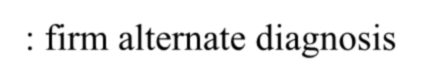 : firm alternate diagnosis